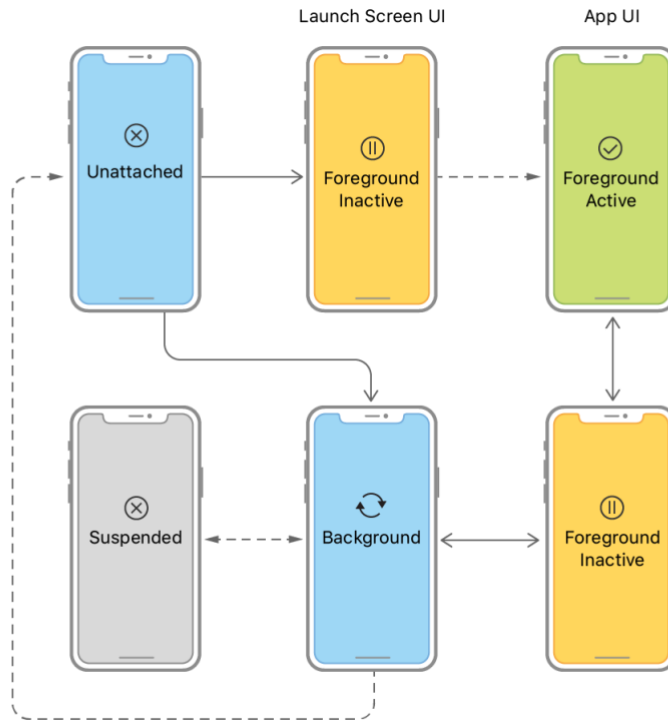 Launch Screen UI
App UI
Unattached
Foreground
Inactive
Foreground
Active
Suspended
Background
Foreground
Inactive